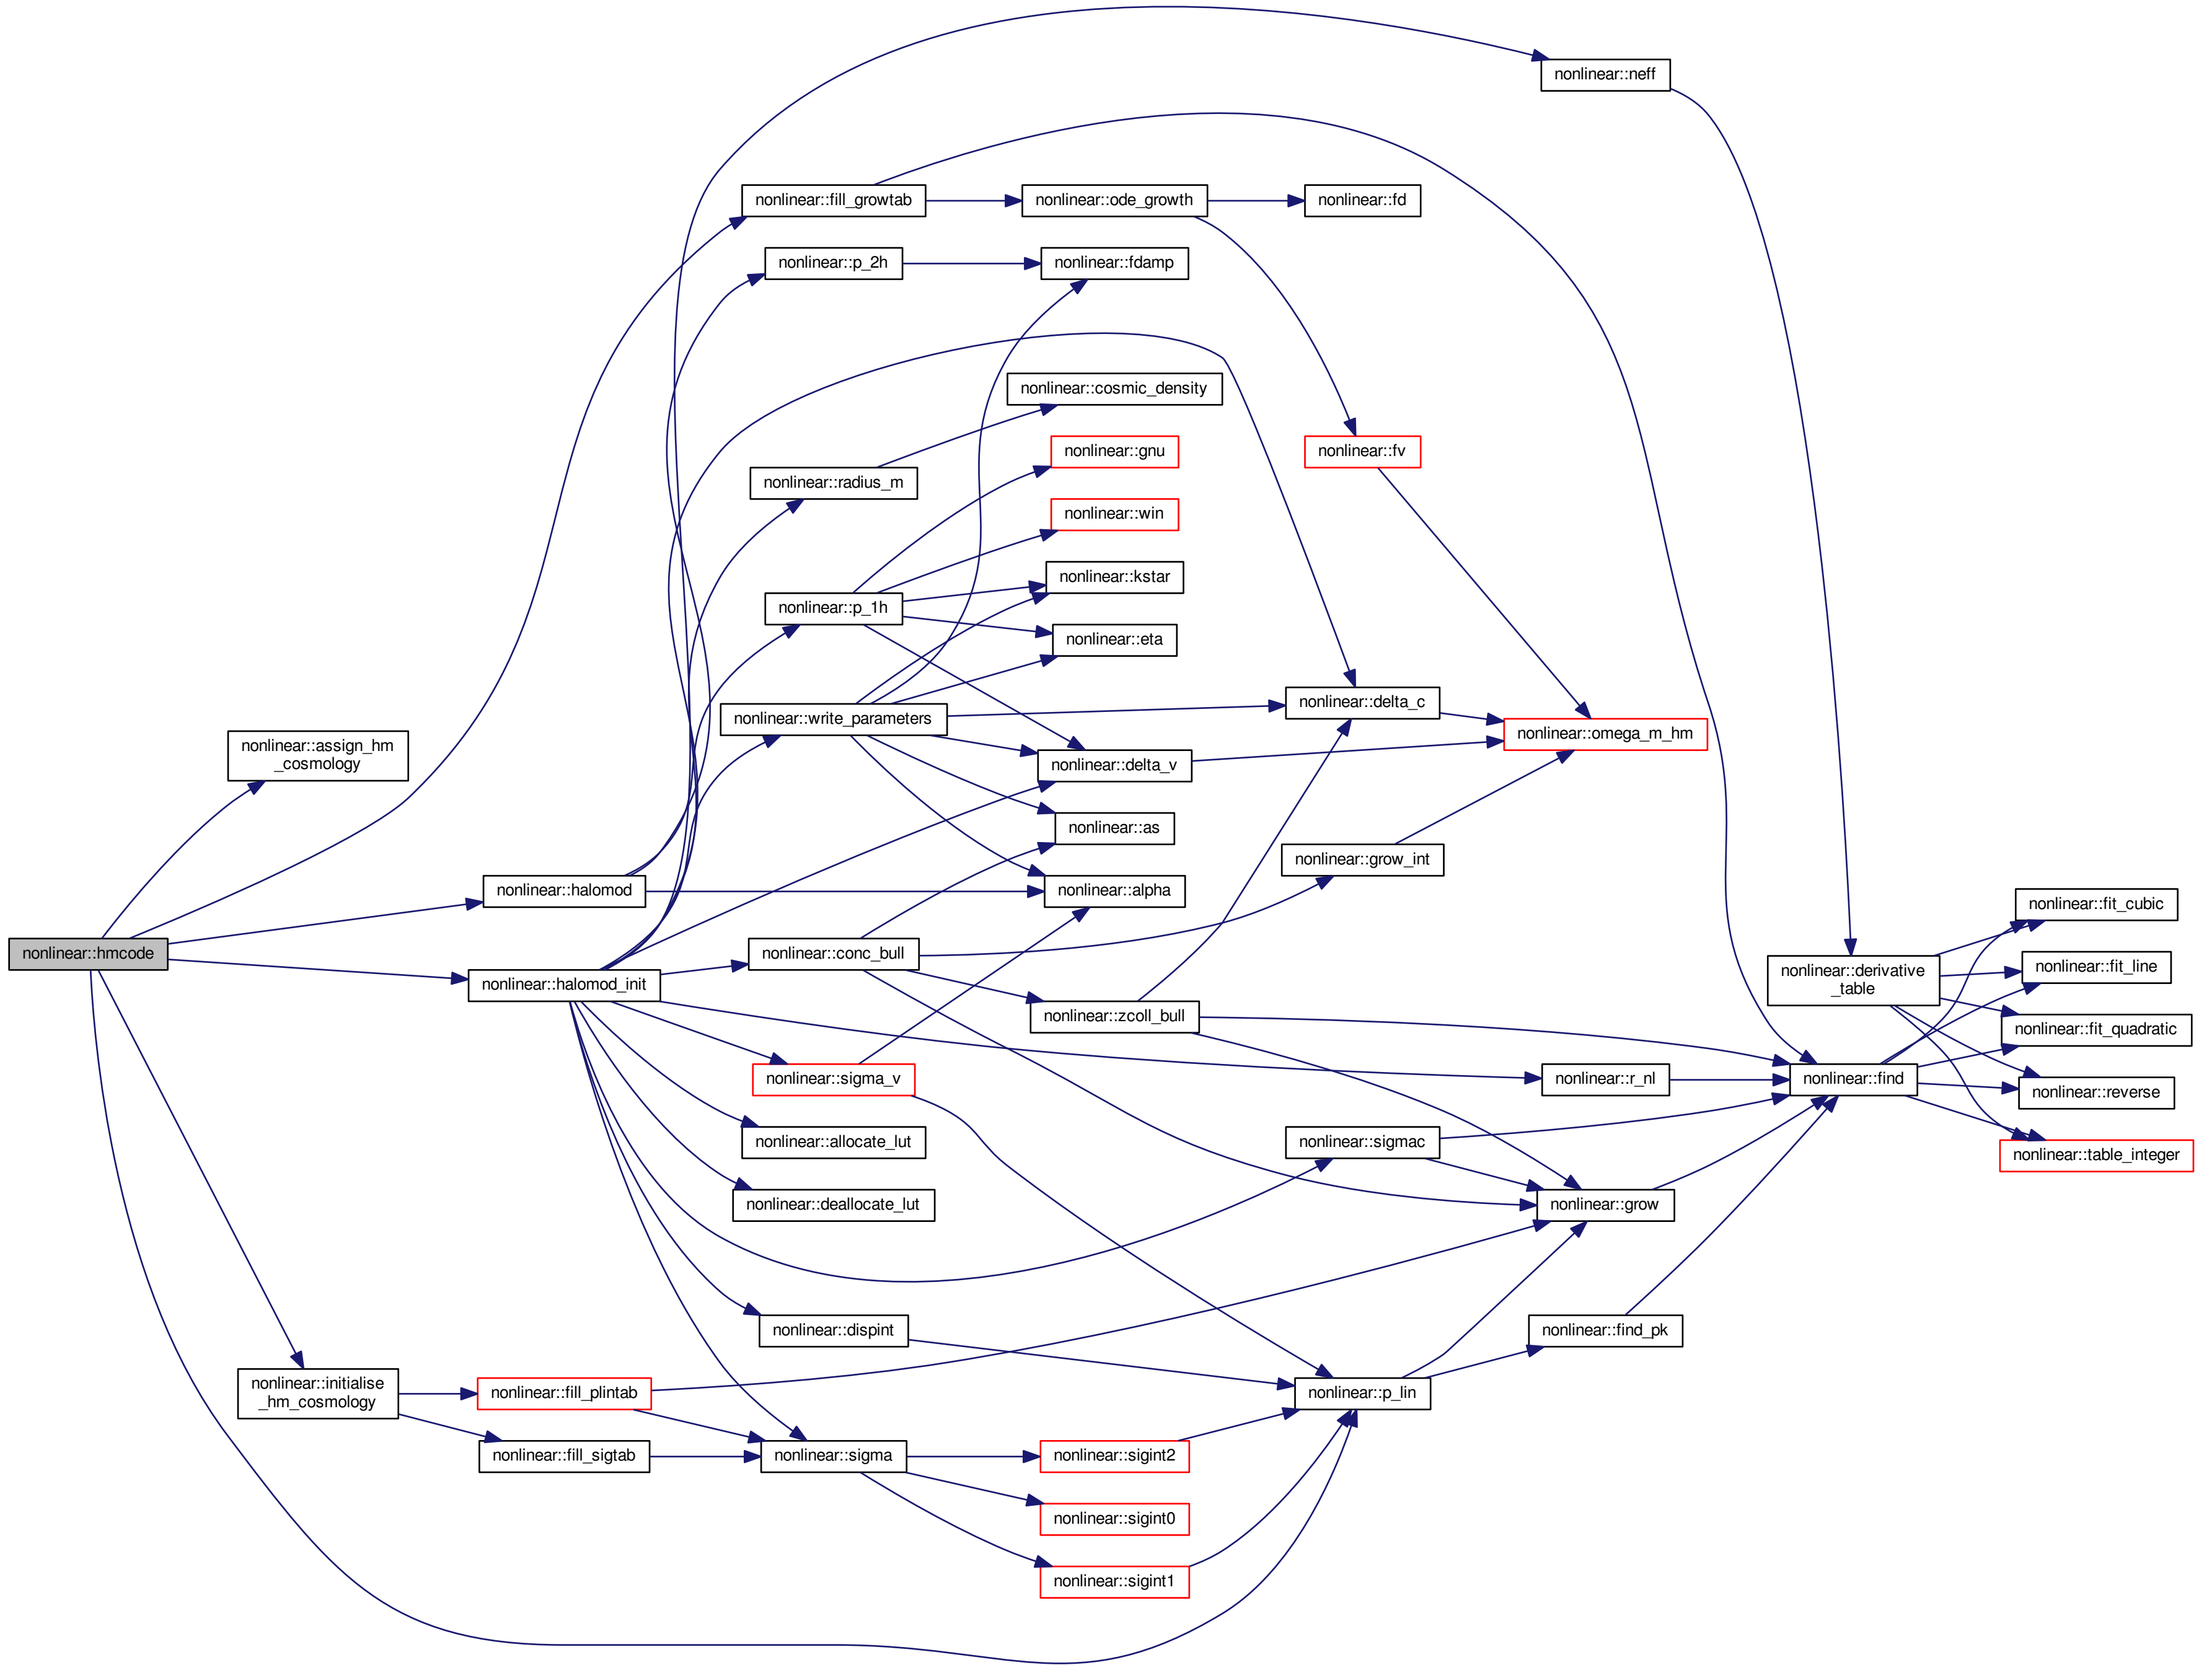 nonlinear::neff
nonlinear::fill_growtab
nonlinear::ode_growth
nonlinear::fd
nonlinear::p_2h
nonlinear::fdamp
nonlinear::cosmic_density
nonlinear::gnu
nonlinear::fv
nonlinear::radius_m
nonlinear::win
nonlinear::kstar
nonlinear::p_1h
nonlinear::eta
nonlinear::delta_c
nonlinear::write_parameters
nonlinear::omega_m_hm
nonlinear::assign_hm
_cosmology
nonlinear::delta_v
nonlinear::as
nonlinear::grow_int
nonlinear::halomod
nonlinear::alpha
nonlinear::fit_cubic
nonlinear::hmcode
nonlinear::conc_bull
nonlinear::fit_line
nonlinear::derivative
_table
nonlinear::halomod_init
nonlinear::zcoll_bull
nonlinear::fit_quadratic
nonlinear::sigma_v
nonlinear::r_nl
nonlinear::find
nonlinear::reverse
nonlinear::allocate_lut
nonlinear::sigmac
nonlinear::table_integer
nonlinear::deallocate_lut
nonlinear::grow
nonlinear::dispint
nonlinear::find_pk
nonlinear::initialise
_hm_cosmology
nonlinear::fill_plintab
nonlinear::p_lin
nonlinear::fill_sigtab
nonlinear::sigma
nonlinear::sigint2
nonlinear::sigint0
nonlinear::sigint1